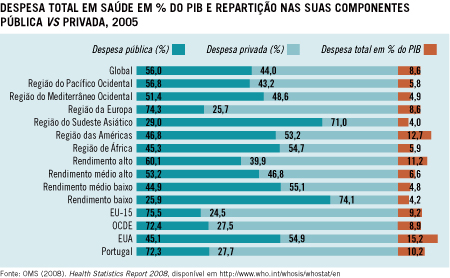 DESPESA TOTAL EM SAÚDE EM % DO PIB E REPARTIÇÃO NAS SUAS COMPONENTES
PÚBLICA VS PRIVADA, 2005
Despesa pública (%) Despesa privada (%) Despesa total em % do PIB
Global 56,0 44,0 8,6
Região do Pacífico Ocidental 56,8 43,2 5,8
Região do Mediterrâneo Ocidental 51,4 48,6 4,9
Região da Europa 74,3 25,7 8,6
Região do Sudeste Asiático 29,0 71,0 4,0
Região das Américas 46,8 53,2 12,7
Região de África 45,3 54,7 5,9
Rendimento alto 60,1 39,9 11,2
Rendimento médio alto 53,2 46,8 6,6
Rendimento médio baixo 44,9 55,1 4,8
Rendimento baixo 25,9 74,1 4,2
EU-15 75,5 24,5 9,2
OCDE 72,4 27,5 8,9
EUA 45,1 54,9 15,2
Portugal 72,3 27,7 10,2
Fonte: OMS (2008). Health Statistics Report 2008, disponível em http://www.who.int/whosis/whostat/en